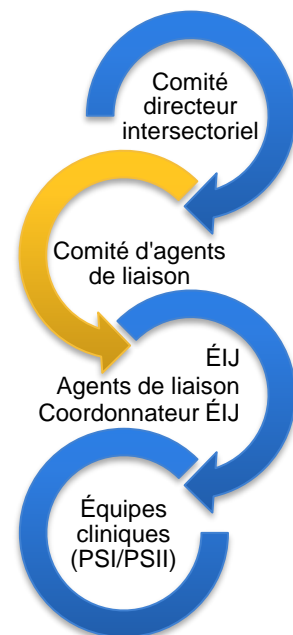 Comité
directeur
intersectoriel
Comité d'agents
de liaison
ÉIJ
Agents de liaison
Coordonnateur ÉIJ
Équipes
cliniques
(PSI/PSII)